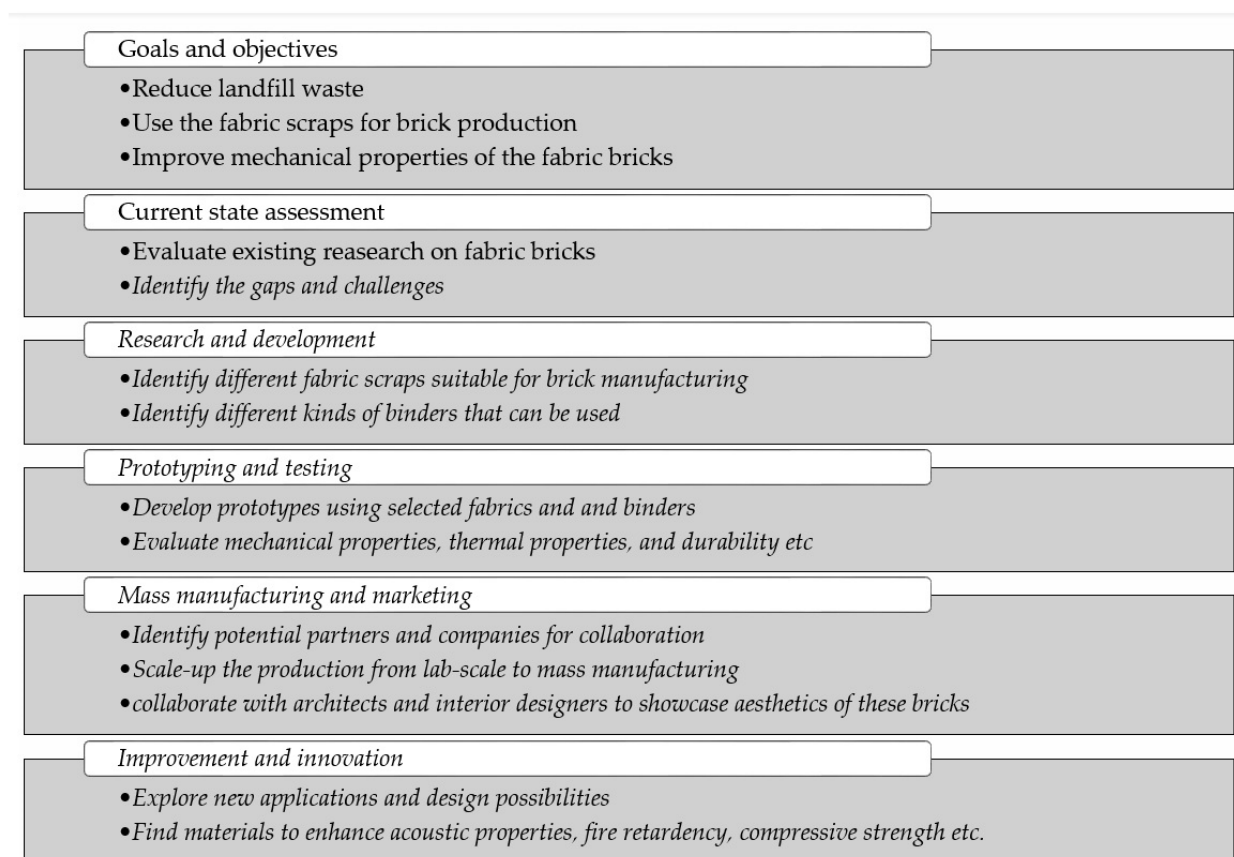 Goals and objectives
•Reduce landfill waste
•Use the fabric scraps for brick production
•Improve mechanical properties of the fabric bricks
Current state assessment
•Evaluate existing reasearch on fabric bricks
•Identify the gaps and challenges
Research and development
•Identify different fabric scraps suitable for brick manufacturing
•Identify different kinds of binders that can be used
Prototyping and testing
•Develop prototypes using selected fabrics and and binders
•Evaluate mechanical properties, thermal properties, and durability etc
Mass manufacturing and marketing
•Identify potential partners and companies for collaboration
•Scale-up the production from lab-scale to mass manufacturing
•collaborate with architects and interior designers to showcase aesthetics of these bricks
Improvement and innovation
•Explore new applications and design possibilities
•Find materials to enhance acoustic properties, fire retardency, compressive strength etc.